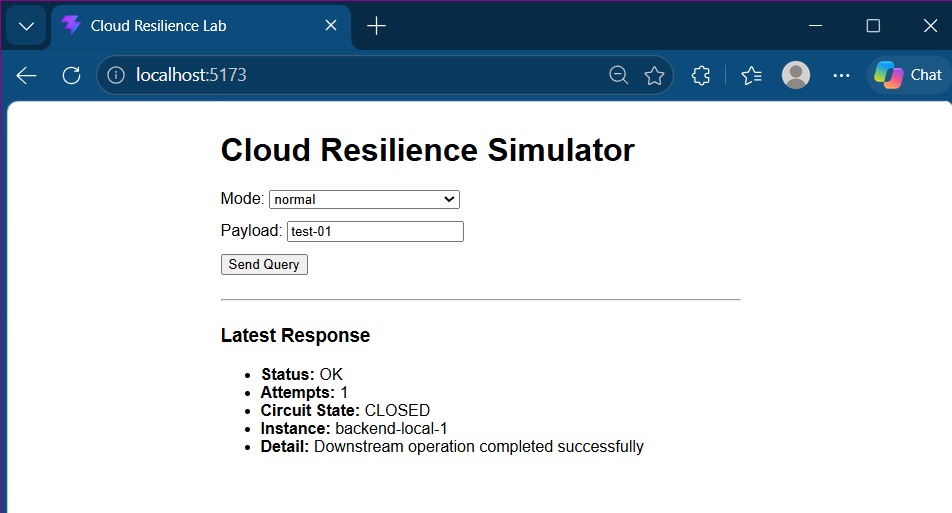 Cloud Resilience Lab
localhost:5173
Chat
Cloud Resilience Simulator
Mode: normal
Payload: test-01
Send Query
Latest Response
Status: OK
Attempts: 1
Circuit State: CLOSED
Instance: backend-local-1
Detail: Downstream operation completed successfully